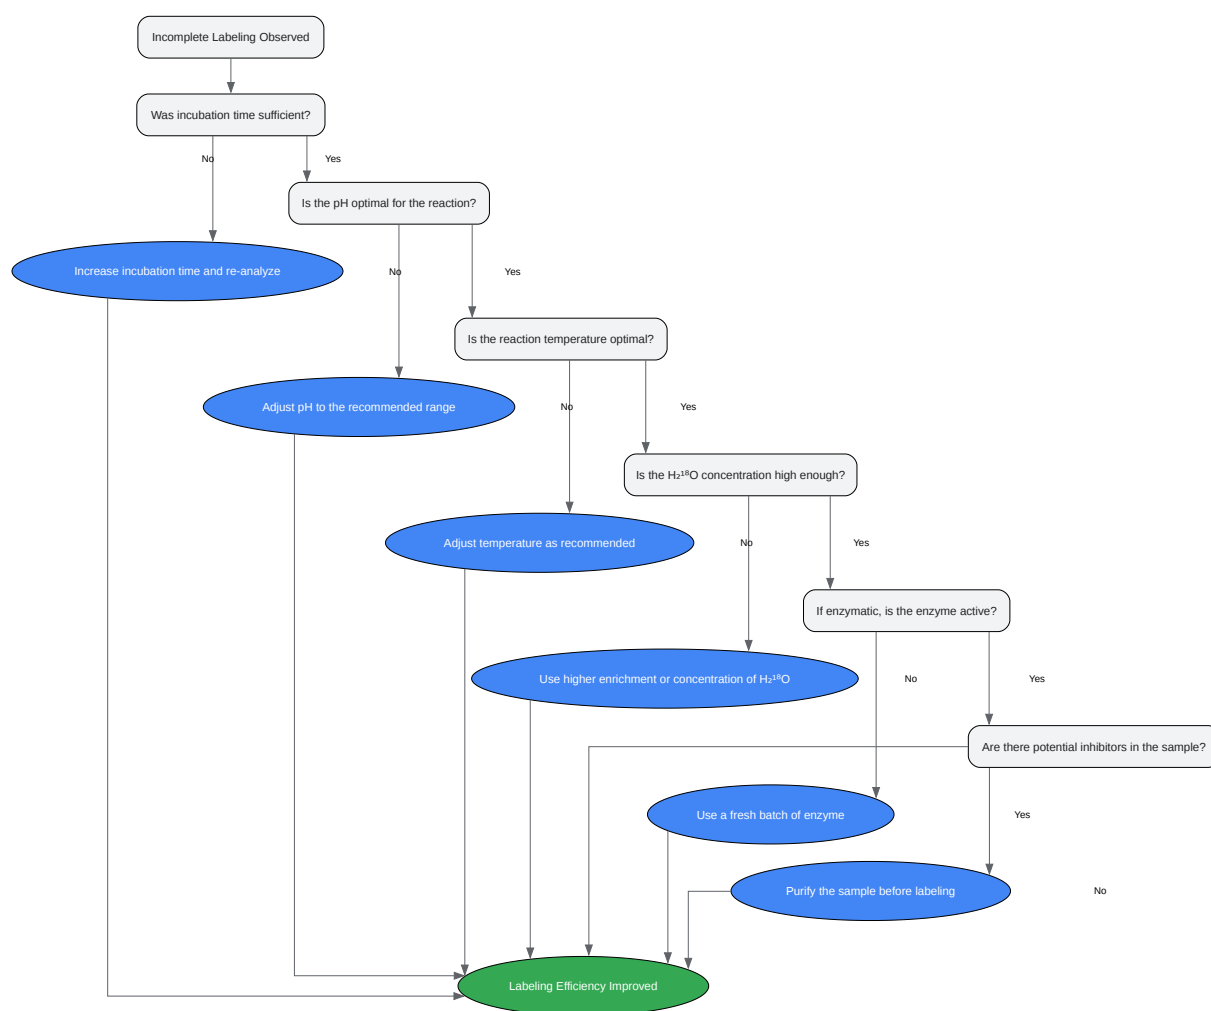 Incomplete Labeling Observed
Was incubation time sufficient?
No
Yes
Is the pH optimal for the reaction?
Increase incubation time and re-analyze
No
Yes
Is the reaction temperature optimal?
Adjust pH to the recommended range
No
Yes
Is the H₂¹⁸O concentration high enough?
Adjust temperature as recommended
No
Yes
If enzymatic, is the enzyme active?
Use higher enrichment or concentration of H₂¹⁸O
No
Yes
Are there potential inhibitors in the sample?
Use a fresh batch of enzyme
Yes
Purify the sample before labeling
No
Labeling Efficiency Improved